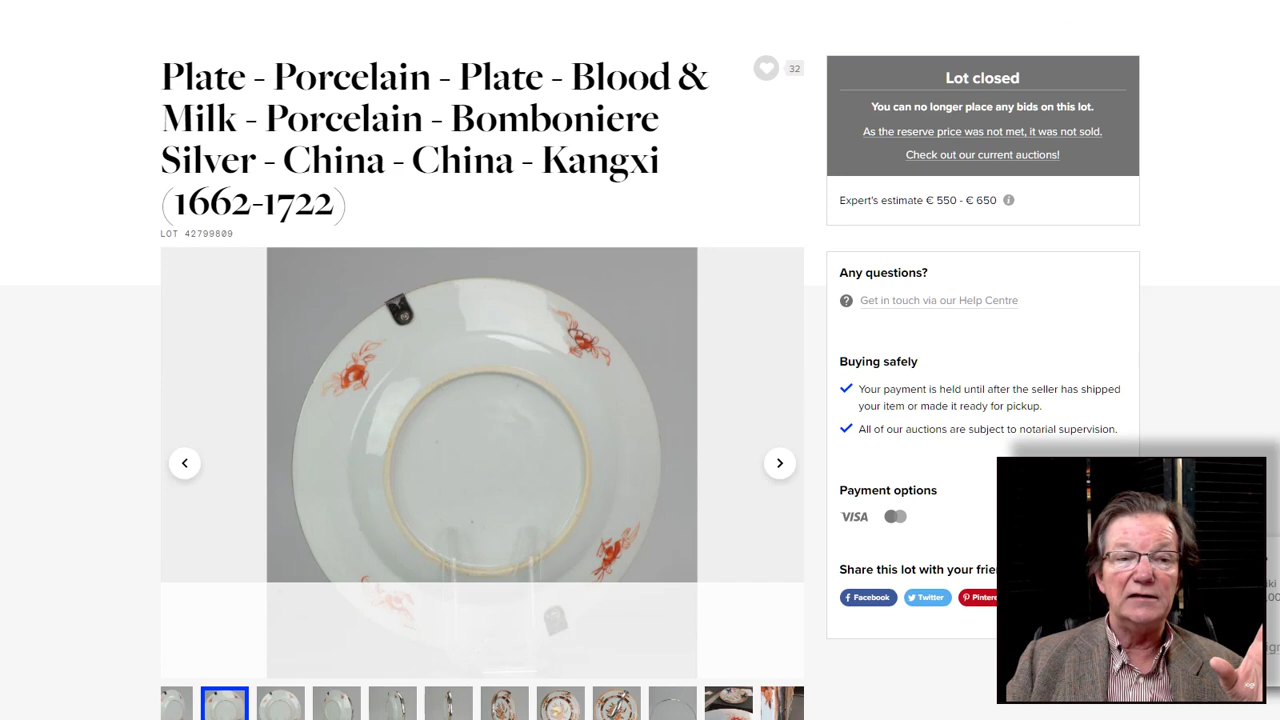 Plate - Porcelain - Plate - Blood &
Milk - Porcelain - Bomboniere
Silver - China - China - Kangxi
(1662-1722)
32
LOT 42799809
Lot closed
You can no longer place any bids on this lot.
As the reserve price was not met, it was not sold.
Check out our current auctions!
Expert's estimate € 550 - € 650
Any questions?
Get in touch via our Help Centre
Buying safely
Your payment is held until after the seller has shipped
your item or made it ready for pickup.
All of our auctions are subject to notarial supervision.
Payment options
VISA
Share this lot with your frie
Facebook
Twitter
Pintere